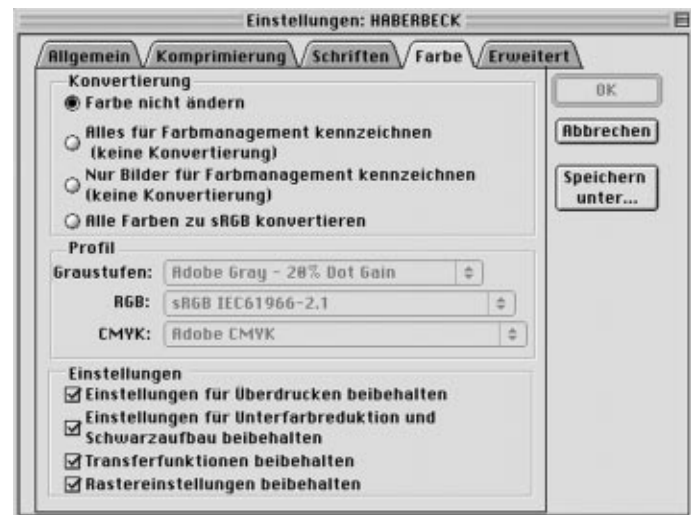 Einstellungen: HABERBECK
Allgemein Komprimierung Schriften Farbe Erweitert
Konvertierung
Farbe nicht ändern
Alles für Farbmanagement kennzeichnen
(keine Konvertierung)
Nur Bilder für Farbmanagement kennzeichnen
(keine Konvertierung)
Alle Farben zu sRGB konvertieren
OK
Abbrechen
Speichern
unter...
Profil
Graustufen: Adobe Gray - 20% Dot Gain
RGB: sRGB IEC61966-2.1
CMYK: Adobe CMYK
Einstellungen
Einstellungen für Überdrucken beibehalten
Einstellungen für Unterfarbreduktion und
Schwarzaufbau beibehalten
Transferfunktionen beibehalten
Rastereinstellungen beibehalten